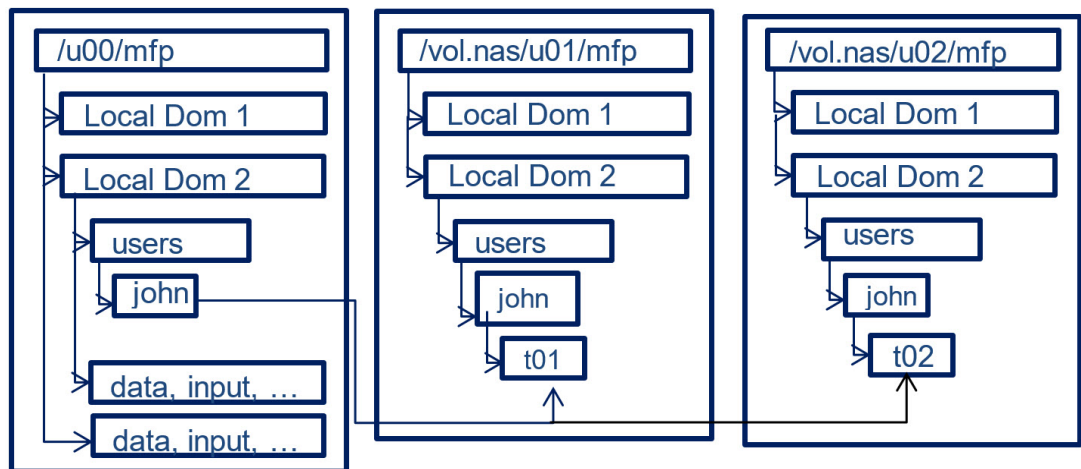 /u00/mfp
Local Dom 1
Local Dom 2
users
john
data, input, …
data, input, …
/vol.nas/u01/mfp
Local Dom 1
Local Dom 2
users
john
t01
/vol.nas/u02/mfp
Local Dom 1
Local Dom 2
users
john
t02